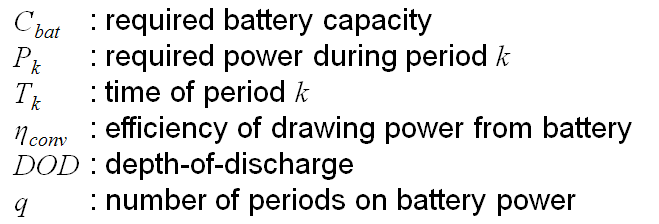 C_bat : required battery capacity
P_k : required power during period k
T_k : time of period k
η_conv : efficiency of drawing power from battery
DOD : depth-of-discharge
q : number of periods on battery power